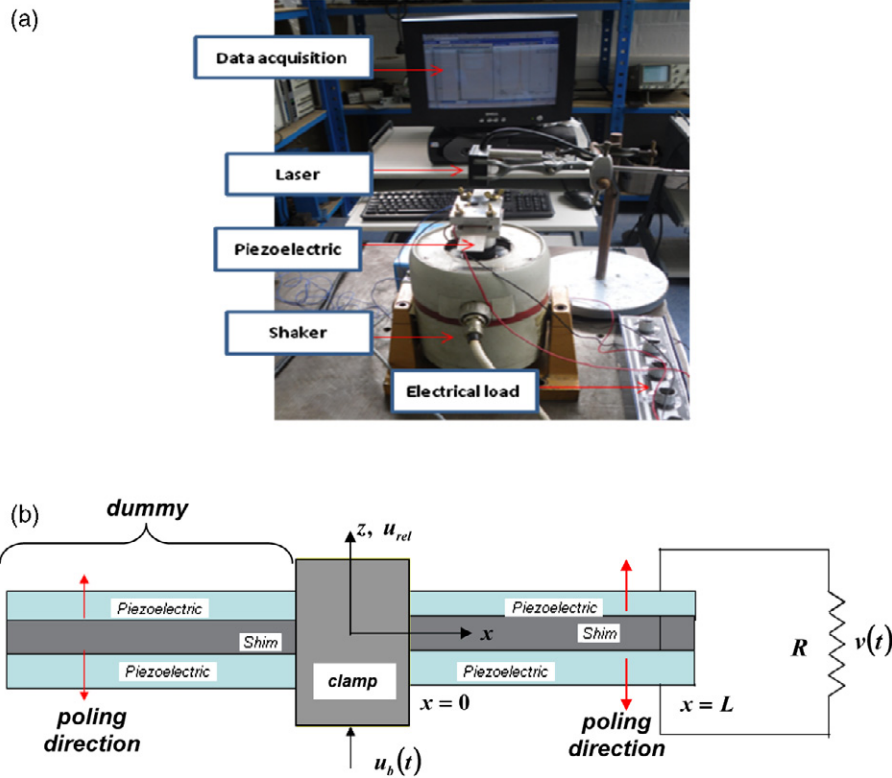 (a)
Data acquisition
Laser
Piezoelectric
Shaker
Electrical load
(b)
dummy
z, u_rel
Piezoelectric
Piezoelectric
Shim
x
Shim
R
v(t)
Piezoelectric
clamp
Piezoelectric
x = 0
x = L
poling
direction
poling
direction
u_b(t)